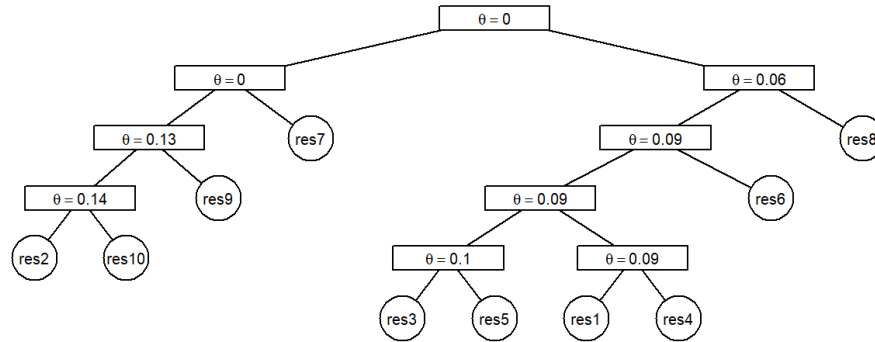 θ = 0
θ = 0
θ = 0.06
θ = 0.13
res7
θ = 0.09
res8
θ = 0.14
res9
θ = 0.09
res6
res2
res10
θ = 0.1
θ = 0.09
res3
res5
res1
res4